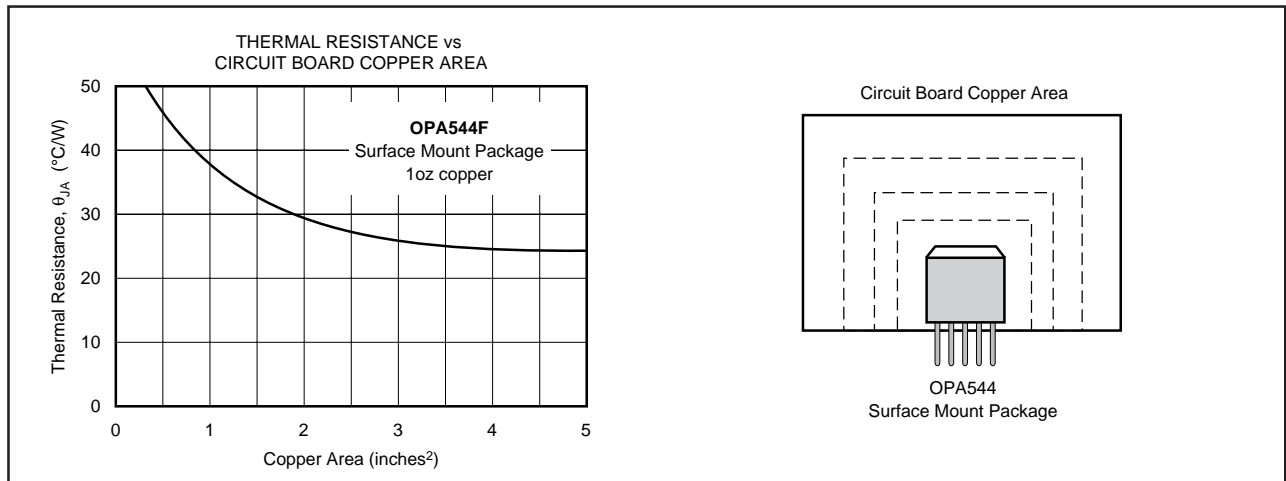 THERMAL RESISTANCE vs
CIRCUIT BOARD COPPER AREA
50
40
30
20
10
0
Thermal Resistance, θJA (°C/W)
OPA544F
Surface Mount Package
1oz copper
0 1 2 3 4 5
Copper Area (inches²)
Circuit Board Copper Area
OPA544
Surface Mount Package